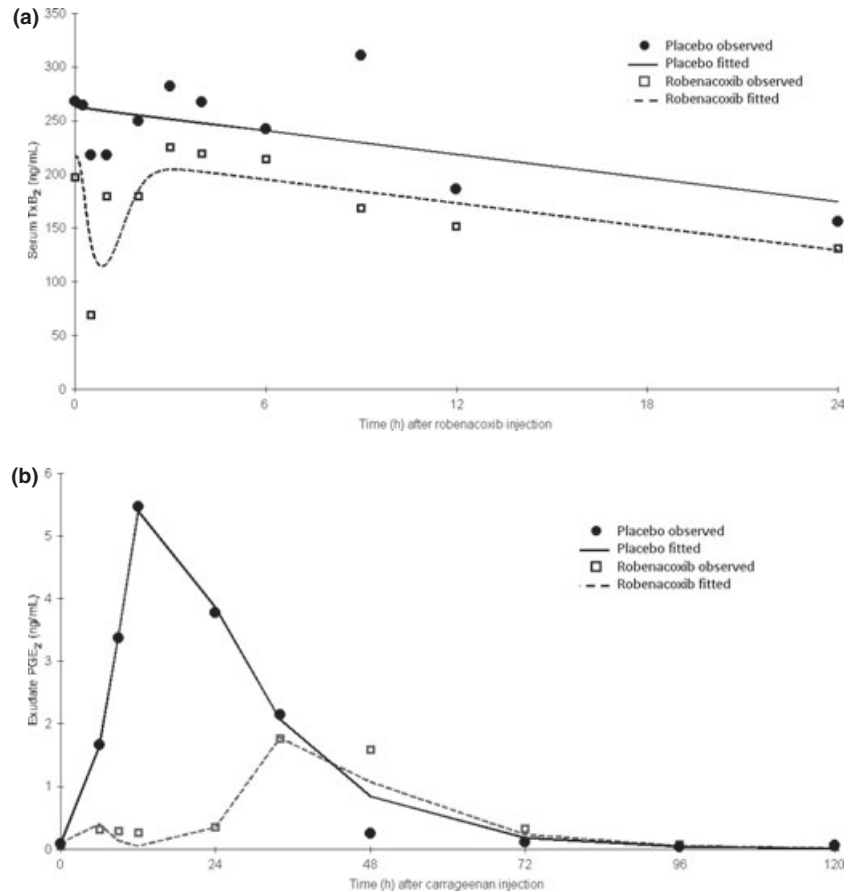 (a)
350
300
250
200
150
100
50
0
Serum TxB₂ (ng/mL)
Placebo observed
Placebo fitted
Robenacoxib observed
Robenacoxib fitted
0 6 12 18 24
Time (h) after robenacoxib injection
(b)
6
5
4
3
2
1
0
Exudate PGE₂ (ng/mL)
Placebo observed
Placebo fitted
Robenacoxib observed
Robenacoxib fitted
0 24 48 72 96 120
Time (h) after carrageenan injection